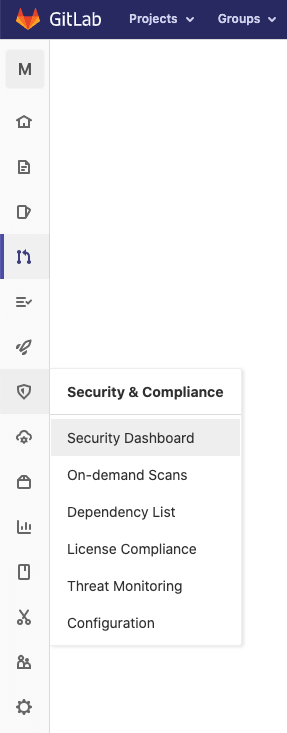 GitLab Projects Groups
M
Security & Compliance
Security Dashboard
On-demand Scans
Dependency List
License Compliance
Threat Monitoring
Configuration